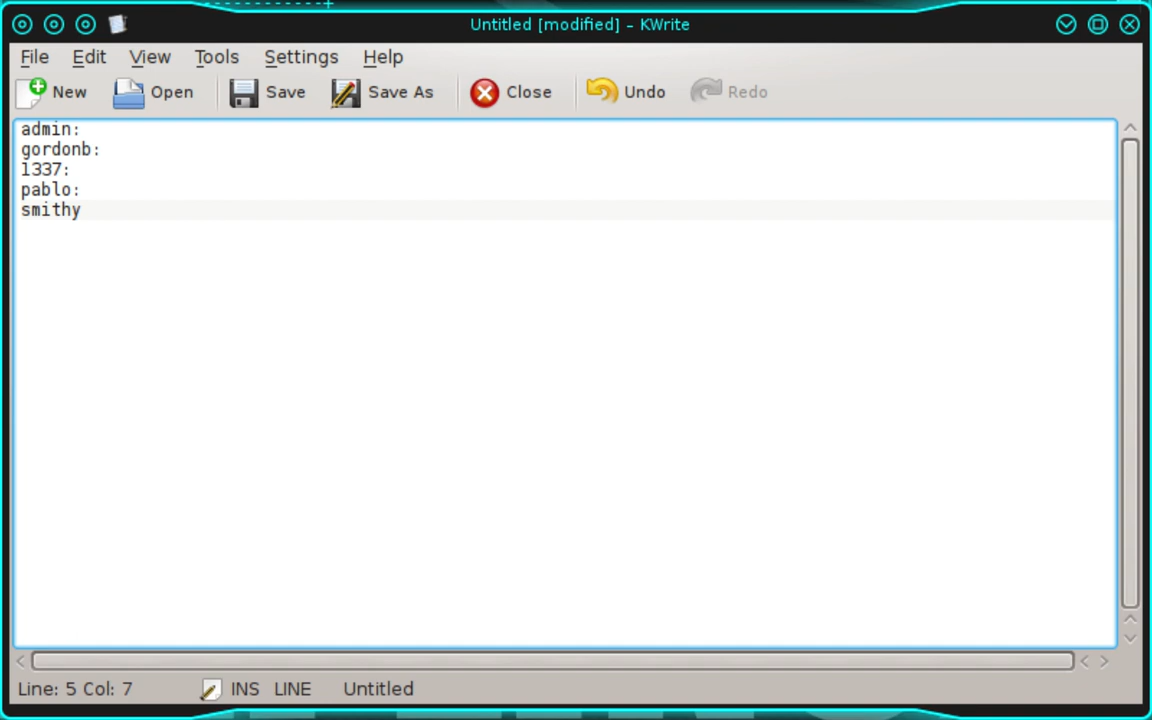 Untitled [modified] – KWrite
File Edit View Tools Settings Help
New Open Save Save As Close Undo Redo
admin:
gordonb:
1337:
pablo:
smithy
Line: 5 Col: 7 INS LINE Untitled